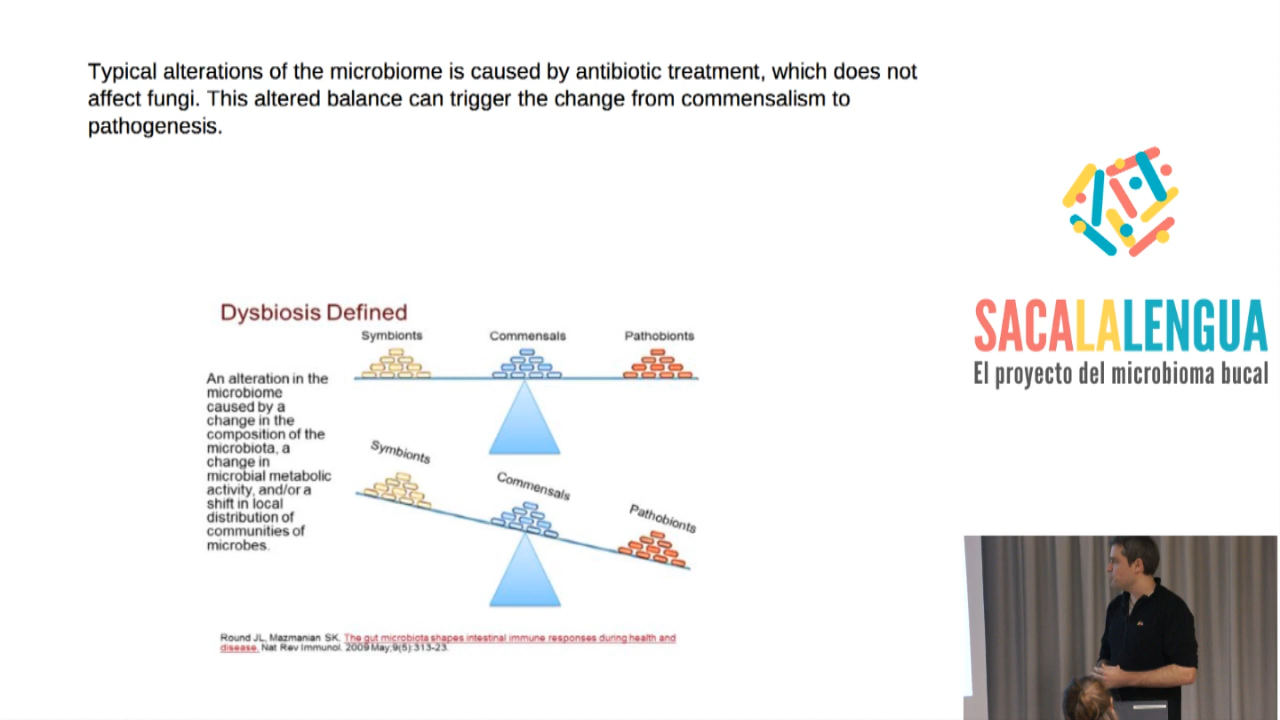 Typical alterations of the microbiome is caused by antibiotic treatment, which does not
affect fungi. This altered balance can trigger the change from commensalism to
pathogenesis.
SACALALENGUA
El proyecto del microbioma bucal
Dysbiosis Defined
Symbionts Commensals Pathobionts
An alteration in the
microbiome
caused by a
change in the
composition of the
microbiota, a
change in
microbial metabolic
activity, and/or a
shift in local
distribution of
communities of
microbes.
Symbionts
Commensals
Pathobionts
Round JL, Mazmanian SK. The gut microbiota shapes intestinal immune responses during health and
disease. Nat Rev Immunol. 2009 May;9(5):313-23.